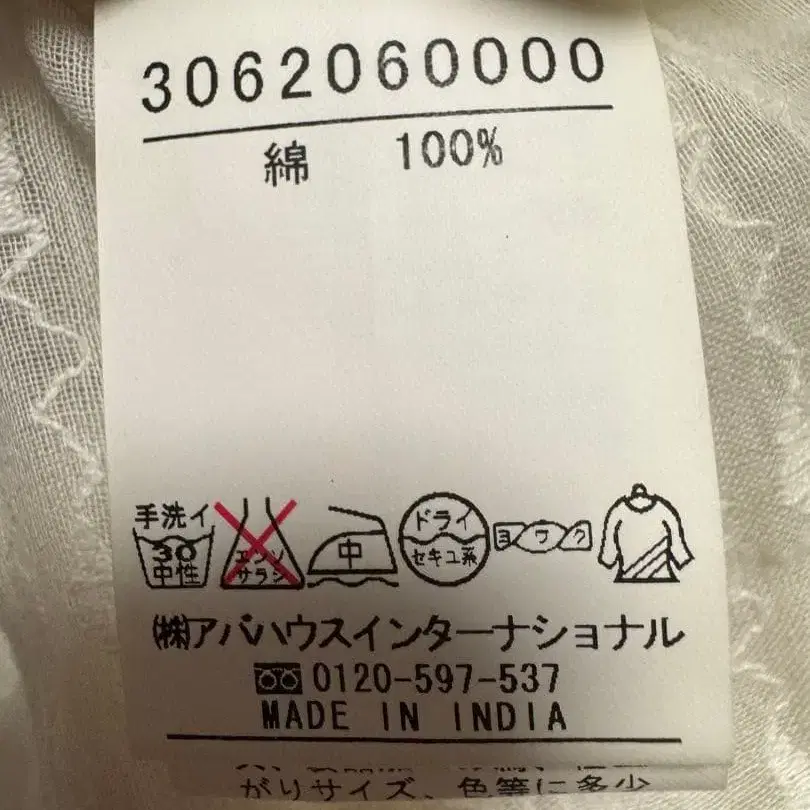 3062060000
綿 100%
手洗イ
30 中性
エンソ サラシ
中
ドライ セキユ系
ヨワク
㈱アバハウスインターナショナル
0120-597-537
MADE IN INDIA
がりサイズ、色等に多少